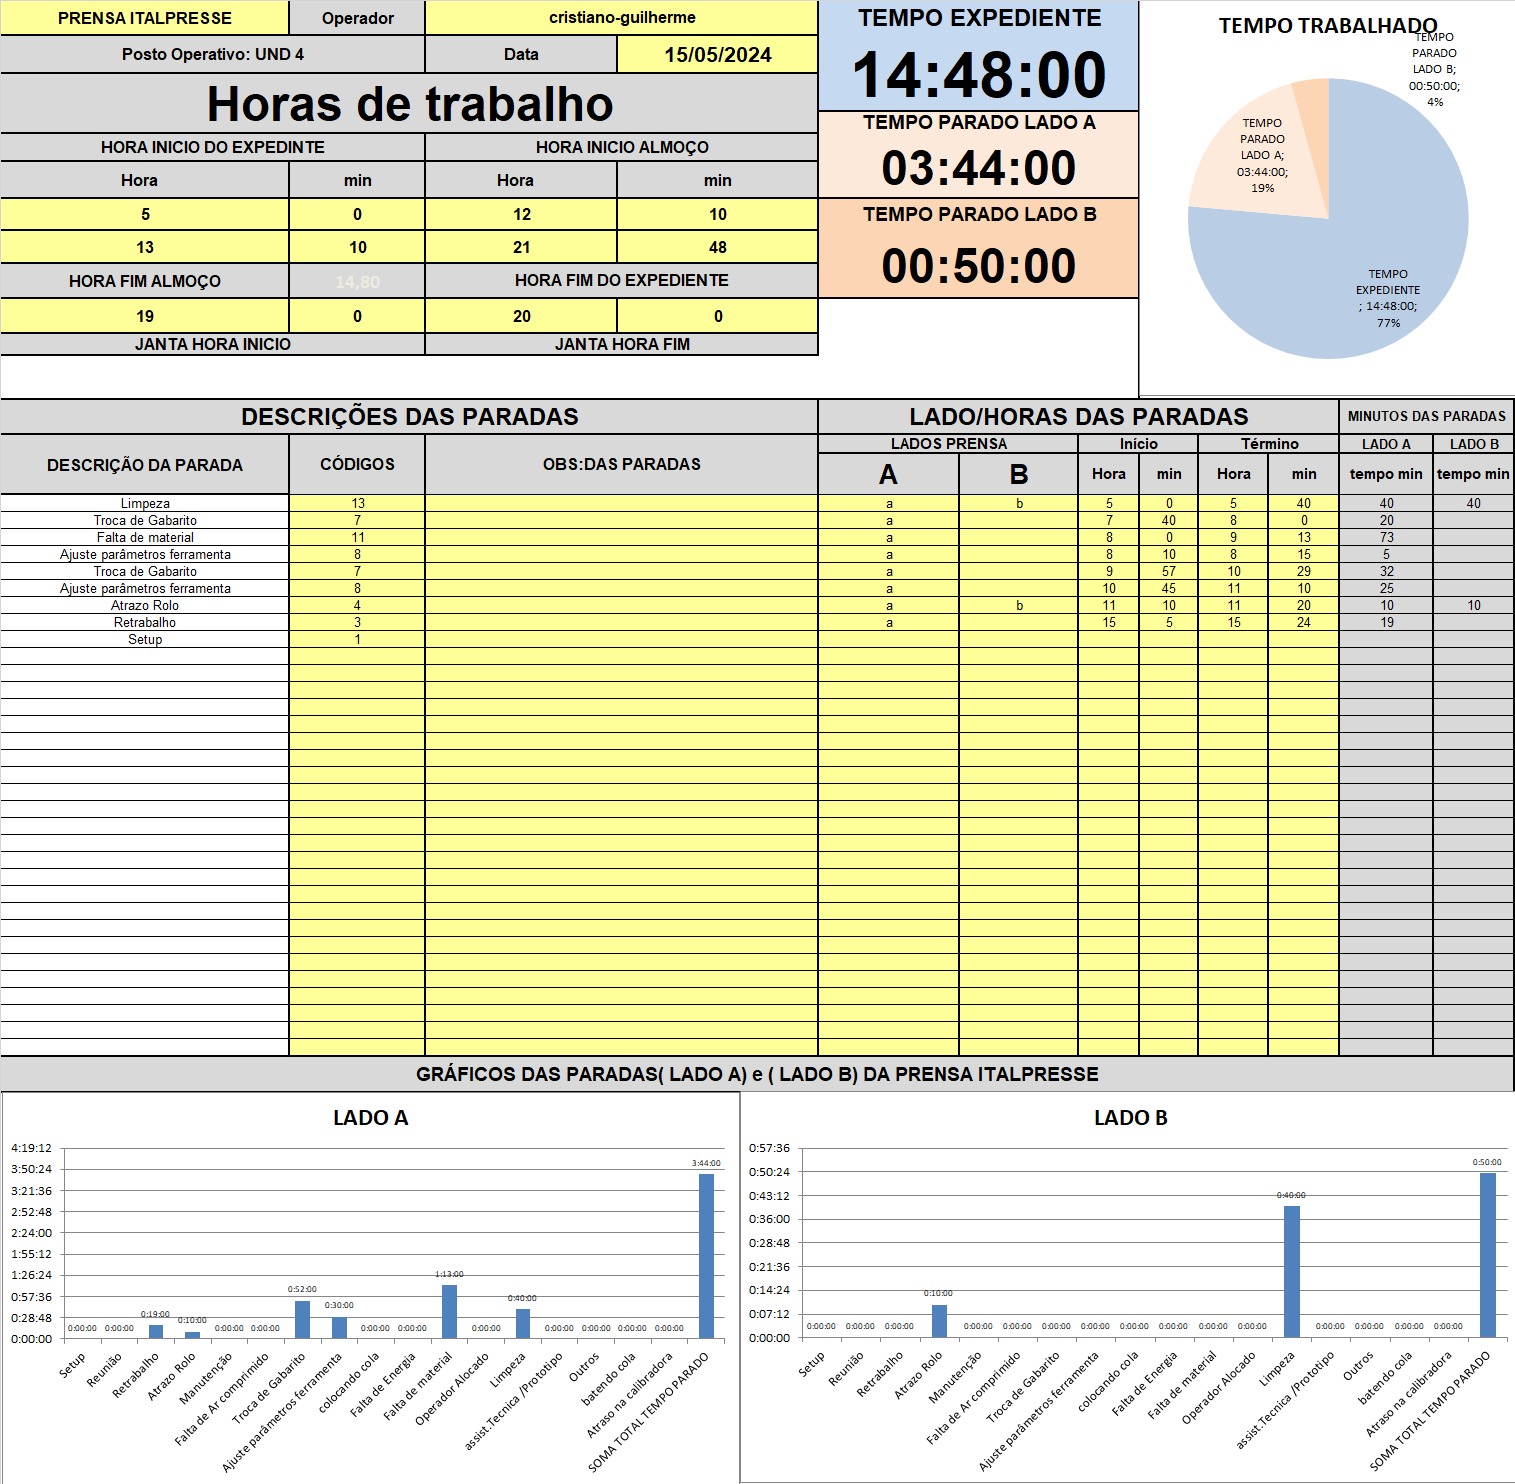 PRENSA ITALPRESSE Operador cristiano-guilherme
Posto Operativo: UND 4 Data 15/05/2024
Horas de trabalho
HORA INICIO DO EXPEDINTE HORA INICIO ALMOÇO
Hora min Hora min
5 0 12 10
13 10 21 48
HORA FIM ALMOÇO 14,80 HORA FIM DO EXPEDIENTE
19 0 20 0
JANTA HORA INICIO JANTA HORA FIM
TEMPO EXPEDIENTE
14:48:00
TEMPO PARADO LADO A
03:44:00
TEMPO PARADO LADO B
00:50:00
TEMPO TRABALHADO
TEMPO
PARADO
LADO B;
00:50:00;
4%
TEMPO
PARADO
LADO A;
03:44:00;
19%
TEMPO
EXPEDIENTE
; 14:48:00;
77%
DESCRIÇÕES DAS PARADAS LADO/HORAS DAS PARADAS MINUTOS DAS PARADAS
DESCRIÇÃO DA PARADA CÓDIGOS OBS:DAS PARADAS
LADOS PRENSA Início Término LADO A LADO B
A B Hora min Hora min tempo min tempo min
Limpeza 13 a b 5 0 5 40 40 40
Troca de Gabarito 7 a 7 40 8 0 20
Falta de material 11 a 8 0 9 13 73
Ajuste parâmetros ferramenta 8 a 8 10 8 15 5
Troca de Gabarito 7 a 9 57 10 29 32
Ajuste parâmetros ferramenta 8 a 10 45 11 10 25
Atrazo Rolo 4 a b 11 10 11 20 10 10
Retrabalho 3 a 15 5 15 24 19
Setup 1
GRÁFICOS DAS PARADAS( LADO A) e ( LADO B) DA PRENSA ITALPRESSE
LADO A
4:19:12
3:50:24
3:21:36
2:52:48
2:24:00
1:55:12
1:26:24
0:57:36
0:28:48
0:00:00
0:00:00 0:00:00 0:19:00 0:10:00 0:00:00 0:00:00 0:52:00 0:30:00 0:00:00 0:00:00 1:13:00 0:00:00 0:40:00 0:00:00 0:00:00 0:00:00 0:00:00 3:44:00
Setup
Reunião
Retrabalho
Atrazo Rolo
Manutenção
Falta de Ar comprimido
Troca de Gabarito
Ajuste parâmetros ferramenta
colocando cola
Falta de Energia
Falta de material
Operador Alocado
Limpeza
assist.Tecnica /Prototipo
Outros
batendo cola
Atraso na calibradora
SOMA TOTAL TEMPO PARADO
LADO B
0:57:36
0:50:24
0:43:12
0:36:00
0:28:48
0:21:36
0:14:24
0:07:12
0:00:00
0:00:00 0:00:00 0:00:00 0:10:00 0:00:00 0:00:00 0:00:00 0:00:00 0:00:00 0:00:00 0:00:00 0:00:00 0:40:00 0:00:00 0:00:00 0:00:00 0:00:00 0:50:00
Setup
Reunião
Retrabalho
Atrazo Rolo
Manutenção
Falta de Ar comprimido
Troca de Gabarito
Ajuste parâmetros ferramenta
colocando cola
Falta de Energia
Falta de material
Operador Alocado
Limpeza
assist.Tecnica /Prototipo
Outros
batendo cola
Atraso na calibradora
SOMA TOTAL TEMPO PARADO